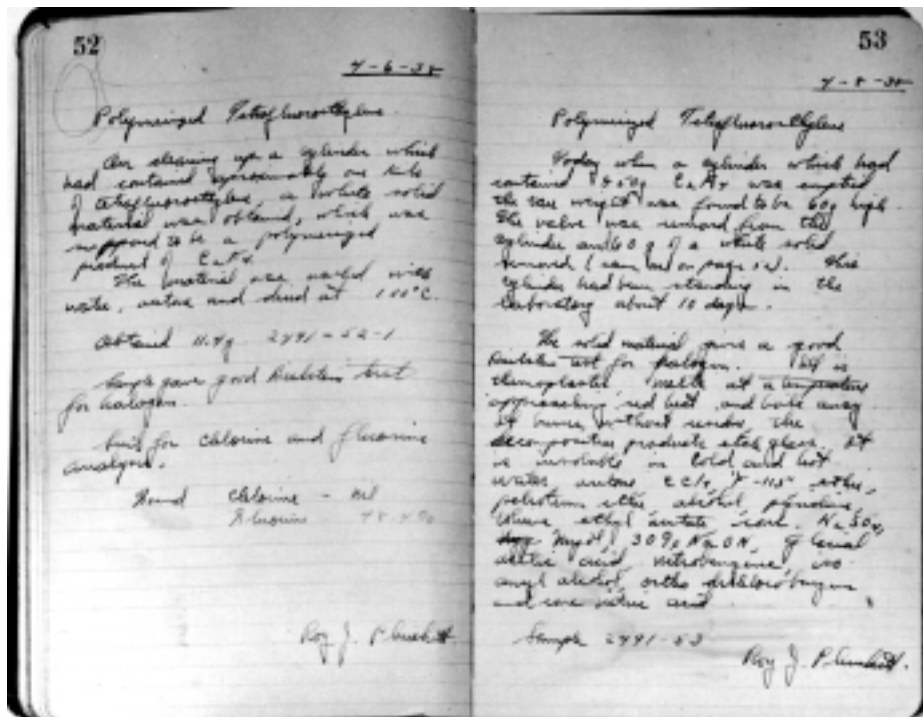 52
4-6-38
Polymerized Tetrafluoroethylene
On cleaning up a cylinder which
had contained approximately one kilo
of tetrafluoroethylene, a white solid
material was obtained, which was
supposed to be a polymerized
product of C2F4.
The material was washed with
water, acetone and dried at 100°C.
Obtained 11.4g 2491-52-1
Sample gave good Beilstein test
for halogen.
for chlorine and fluorine
analysis.
Found Chlorine - nil
Fluorine
Roy J. Plunkett
53
4-8-38
Polymerized Tetrafluoroethylene
Today when a cylinder which had
contained C2F4 was emptied
the tare weight was found to be 60g high.
The valve was removed from the
cylinder and 60 g of a white solid
removed on page 52). This
cylinder had been standing in the
laboratory about 10 days.
The solid material gave a good
Beilstein test for halogen. It is
thermoplastic melts at a temperature
approaching red heat and boils away.
It burns without residue the
decomposition products etch glass. It
is insoluble in cold and hot
water acetone ether,
petroleum ether alcohol pyridine
ethyl acetate conc.
30% NaOH, glacial
acetic acid nitrobenzene iso
amyl alcohol ortho dichlorobenzene
and conc nitric acid
Sample 2491-53
Roy J. Plunkett.